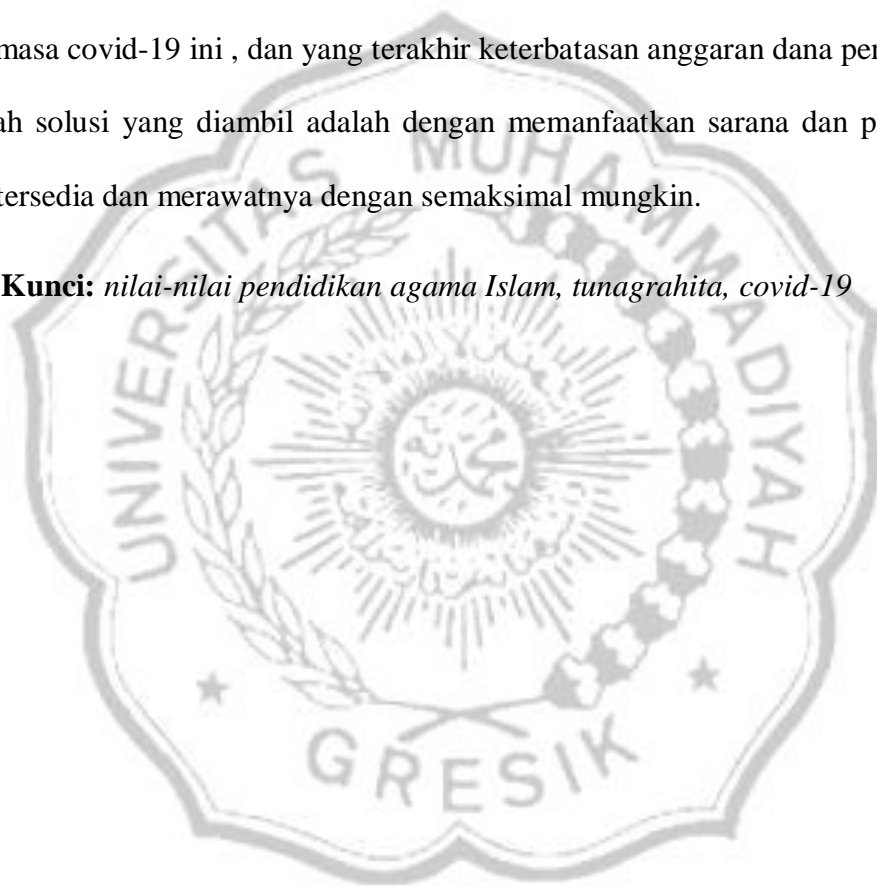 masa covid-19 ini , dan yang terakhir keterbatasan anggaran dana per
ah solusi yang diambil adalah dengan memanfaatkan sarana dan p
tersedia dan merawatnya dengan semaksimal mungkin.
Kunci: nilai-nilai pendidikan agama Islam, tunagrahita, covid-19
UNIVERSITAS MUHAMMADIYAH
GRESIK